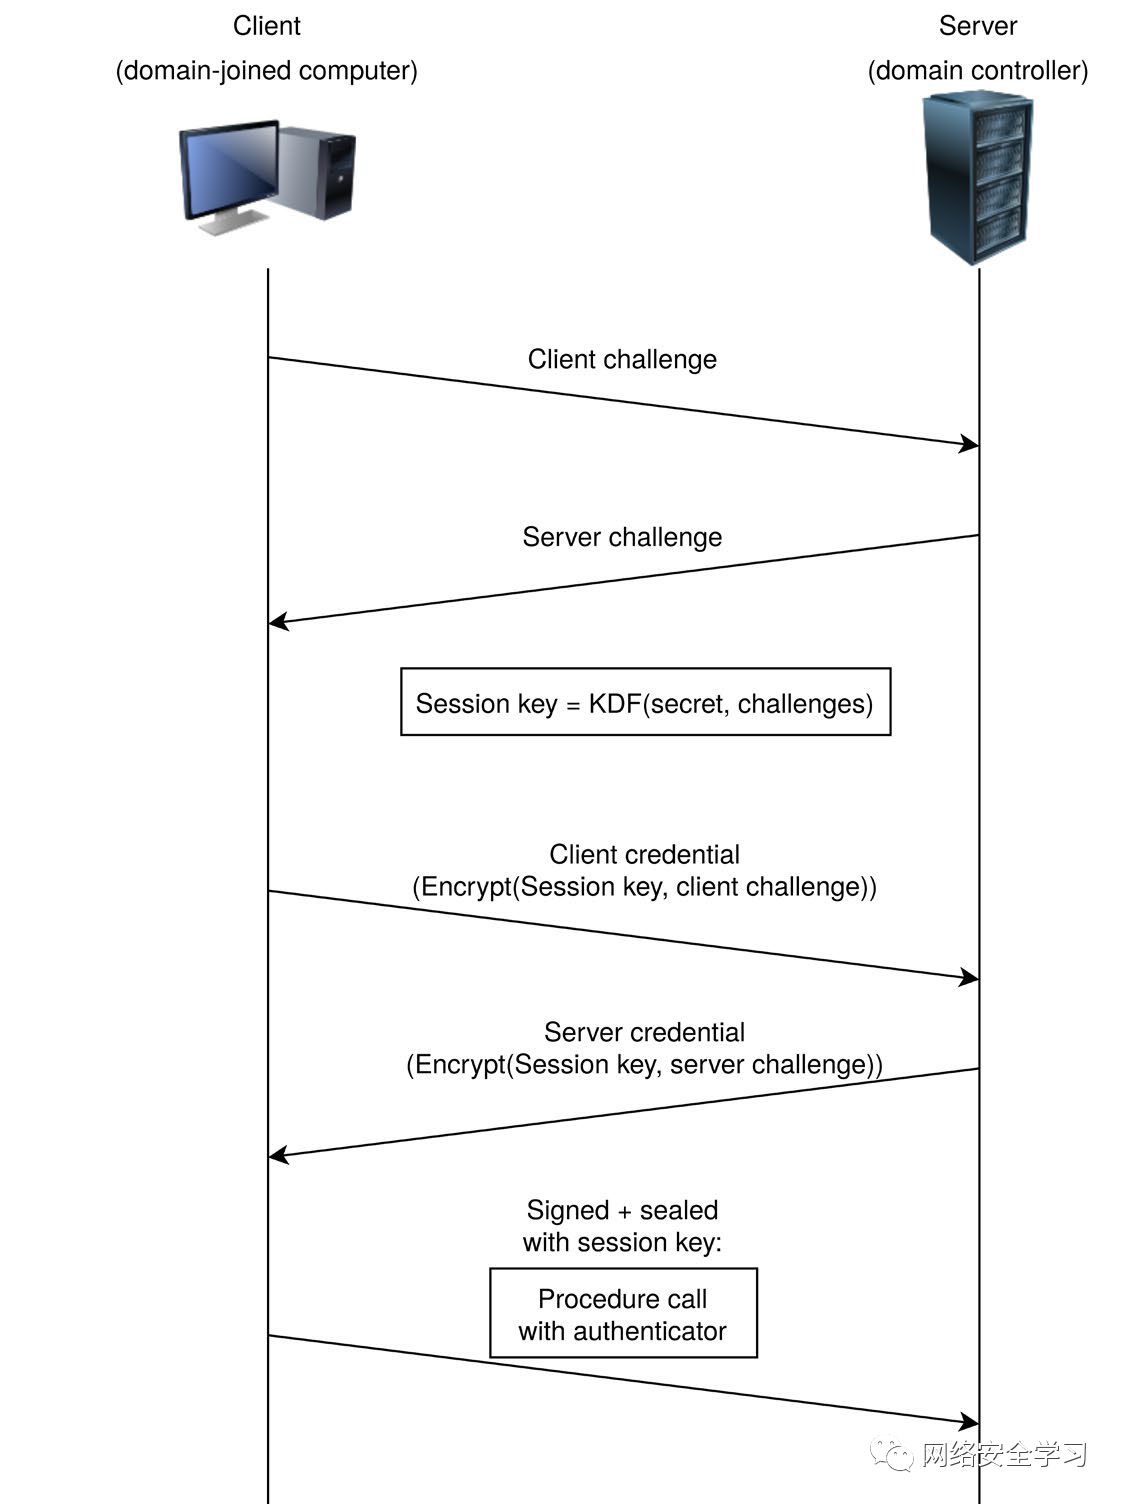 Client
(domain-joined computer)
Server
(domain controller)
Client challenge
Server challenge
Session key = KDF(secret, challenges)
Client credential
(Encrypt(Session key, client challenge))
Server credential
(Encrypt(Session key, server challenge))
Signed + sealed
with session key:
Procedure call
with authenticator
网络安全学习